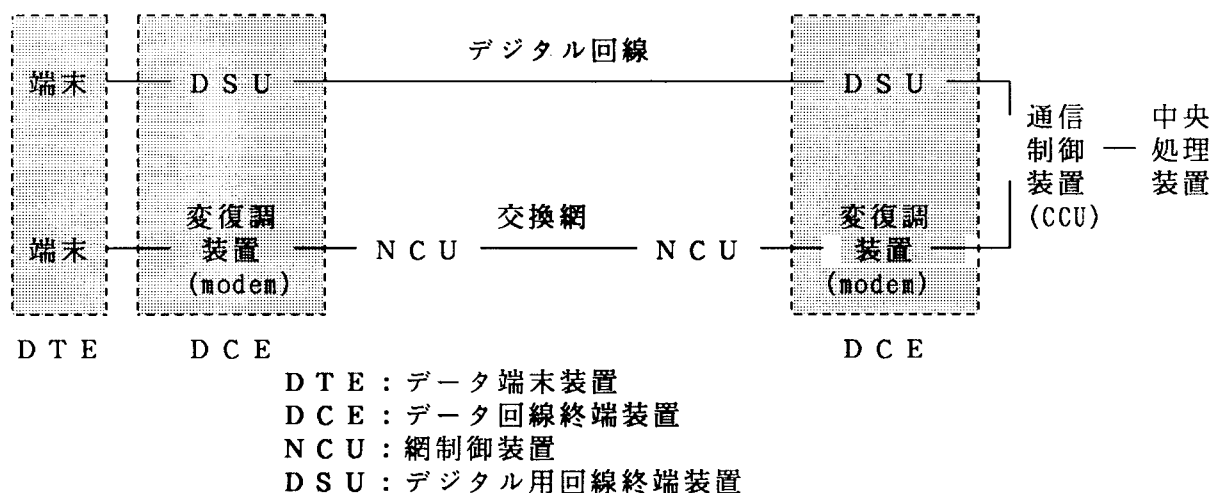 デジタル回線
端末 DSU DSU
通信制御装置(CCU) 中央処理装置
変復調装置(modem) 交換網 変復調装置(modem)
端末 NCU NCU
DTE DCE DCE
DTE:データ端末装置
DCE:データ回線終端装置
NCU:網制御装置
DSU:デジタル用回線終端装置